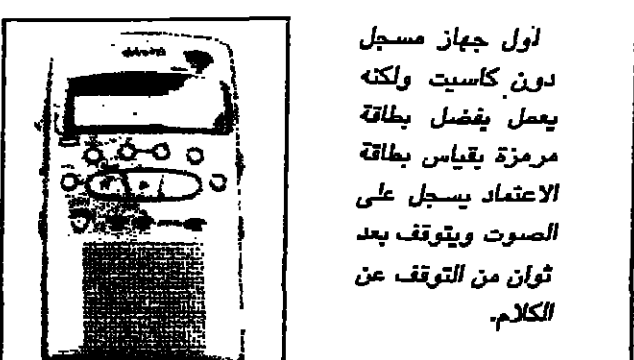 أول جهاز مسجل
دون كاسيت ولكنه
يعمل بفضل بطاقة
مرمزة بقياس بطاقة
الاعتماد يسجل على
الصوت ويتوقف بعد
ثوان من التوقف عن
الكلام.